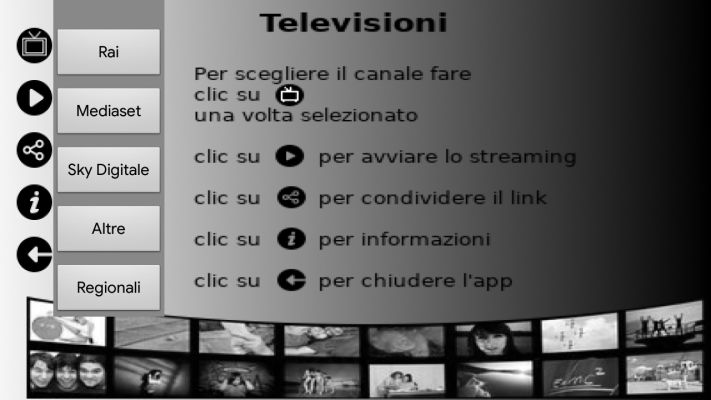 Televisioni
Rai
Mediaset
Sky Digitale
Altre
Regionali
Per scegliere il canale fare
clic su
una volta selezionato
clic su per avviare lo streaming
clic su per condividere il link
clic su i per informazioni
clic su per chiudere l'app